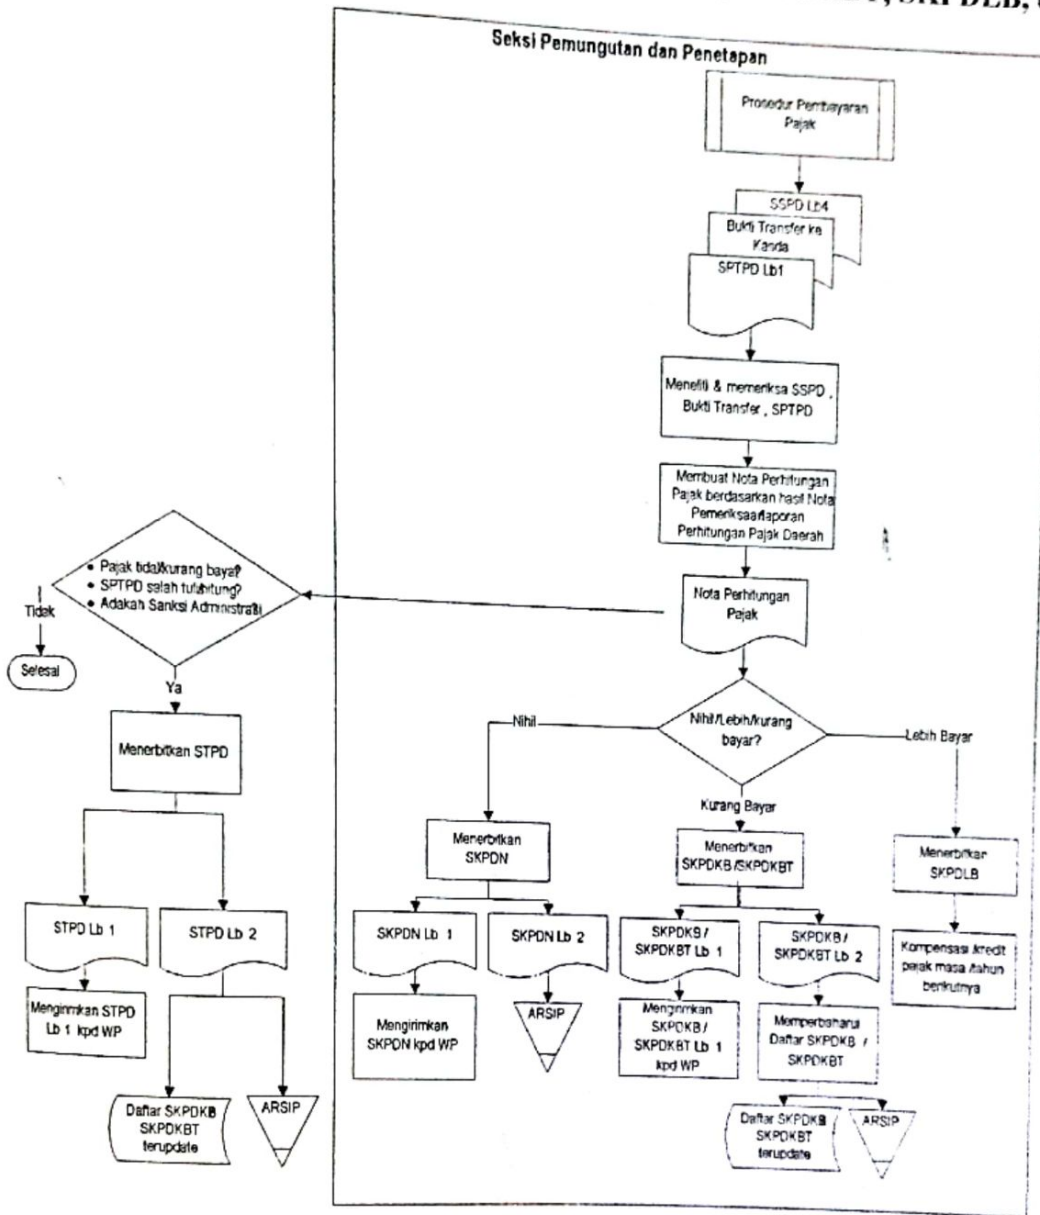 SKPDLB,
Seksi Pemungutan dan Penetapan
Prosedur Pembayaran
Pajak
SSPD Lb4
Bukti Transfer ke
Kasda
SPTPD Lb1
Meneliti & memeriksa SSPD ,
Bukti Transfer , SPTPD
Membuat Nota Perhitungan
Pajak berdasarkan hasil Nota
Pemeriksaan/laporan
Perhitungan Pajak Daerah
Nota Perhitungan
Pajak
• Pajak tidak/kurang bayar?
• SPTPD salah tulis/hitung?
• Adakah Sanksi Administrasi
Tidak
Selesai
Ya
Menerbitkan STPD
STPD Lb 1
STPD Lb 2
Mengirimkan STPD
Lb 1 kpd WP
Daftar SKPDKB
SKPDKBT
terupdate
ARSIP
Nihil/Lebih/kurang
bayar?
Nihil
Lebih Bayar
Kurang Bayar
Menerbitkan
SKPDN
Menerbitkan
SKPDKB/SKPDKBT
Menerbitkan
SKPDLB
SKPDN Lb 1
SKPDN Lb 2
SKPDKB /
SKPDKBT Lb 1
SKPDKB /
SKPDKBT Lb 2
Kompensasi /kredit
pajak masa /tahun
berikutnya
Mengirimkan
SKPDN kpd WP
ARSIP
Mengirimkan
SKPDKB /
SKPDKBT Lb 1
kpd WP
Memperbaharui
Daftar SKPDKB /
SKPDKBT
Daftar SKPDKB
SKPDKBT
terupdate
ARSIP